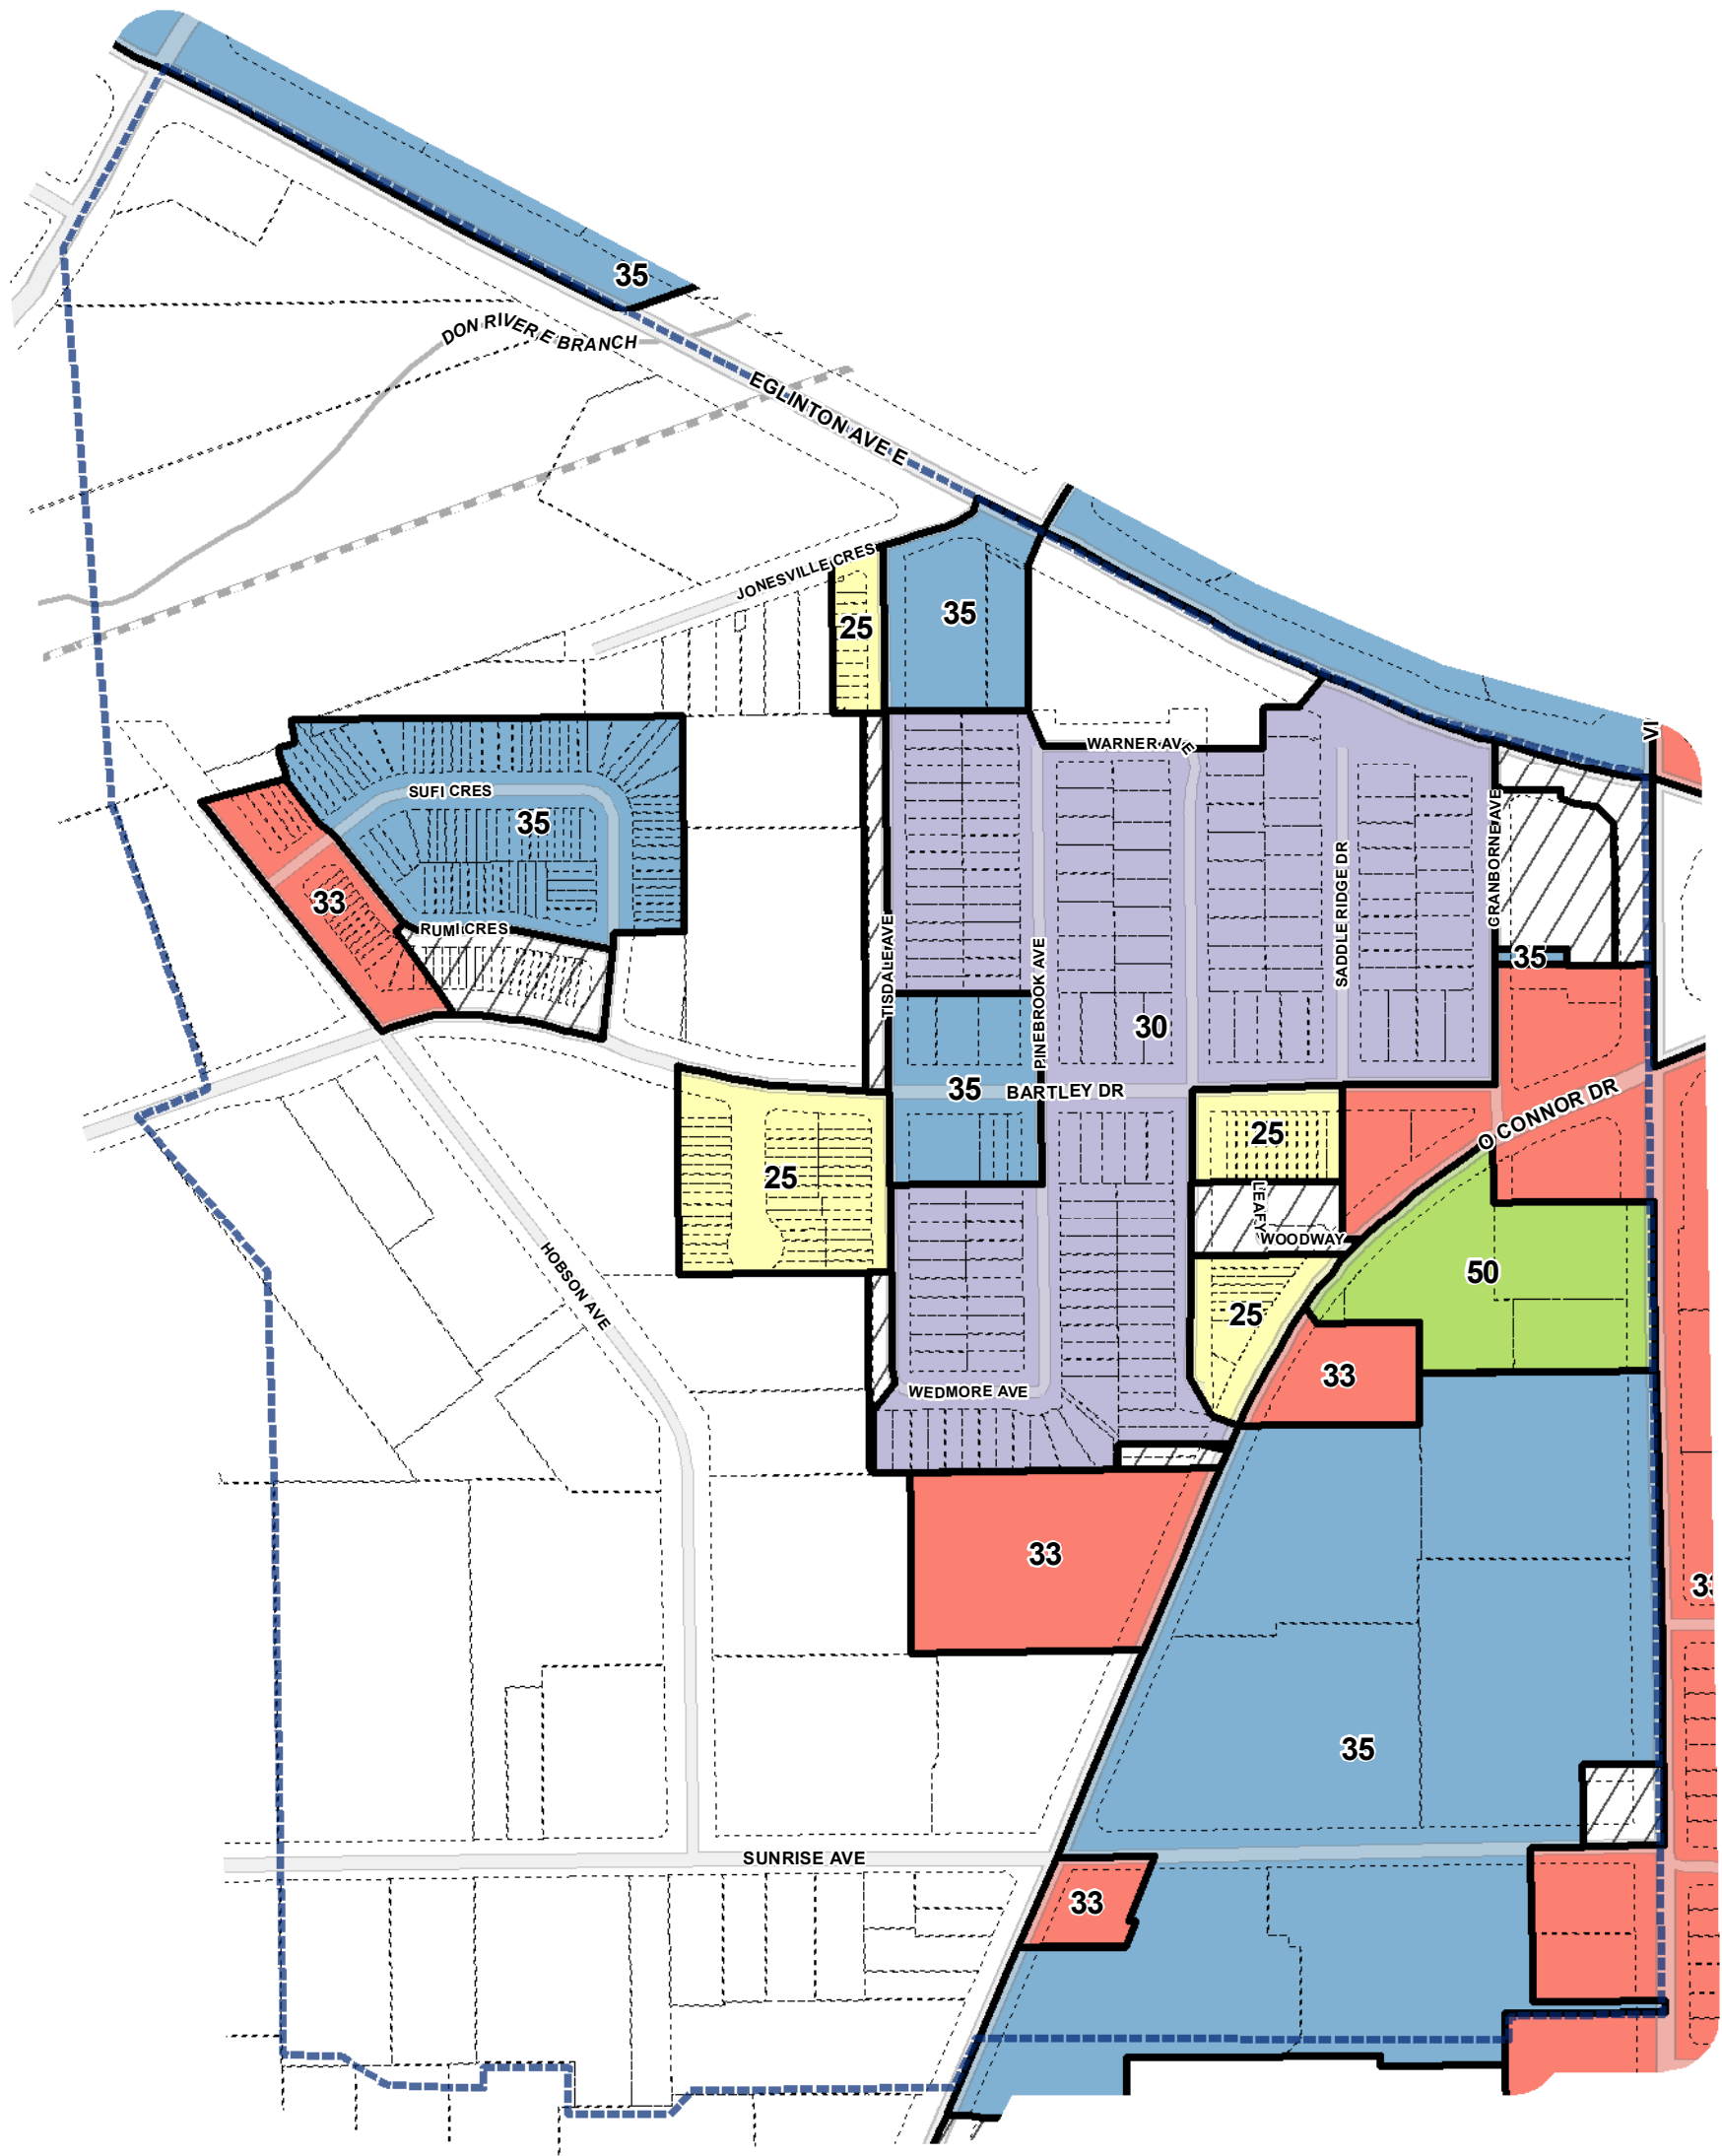 35
DON RIVER E BRANCH
EGLINTON AVE E
JONESVILLE CRES
25
35
VI
WARNER AVE
SUFI CRES
35
33
RUMI CRES
TISDALE AVE
PINEBROOK AVE
SADDLE RIDGE DR
GRANBORNE AVE
35
30
35
BARTLEY DR
O CONNOR DR
25
25
LEAFY
WOODWAY
50
HOBSON AVE
25
33
WEDMORE AVE
33
35
SUNRISE AVE
33